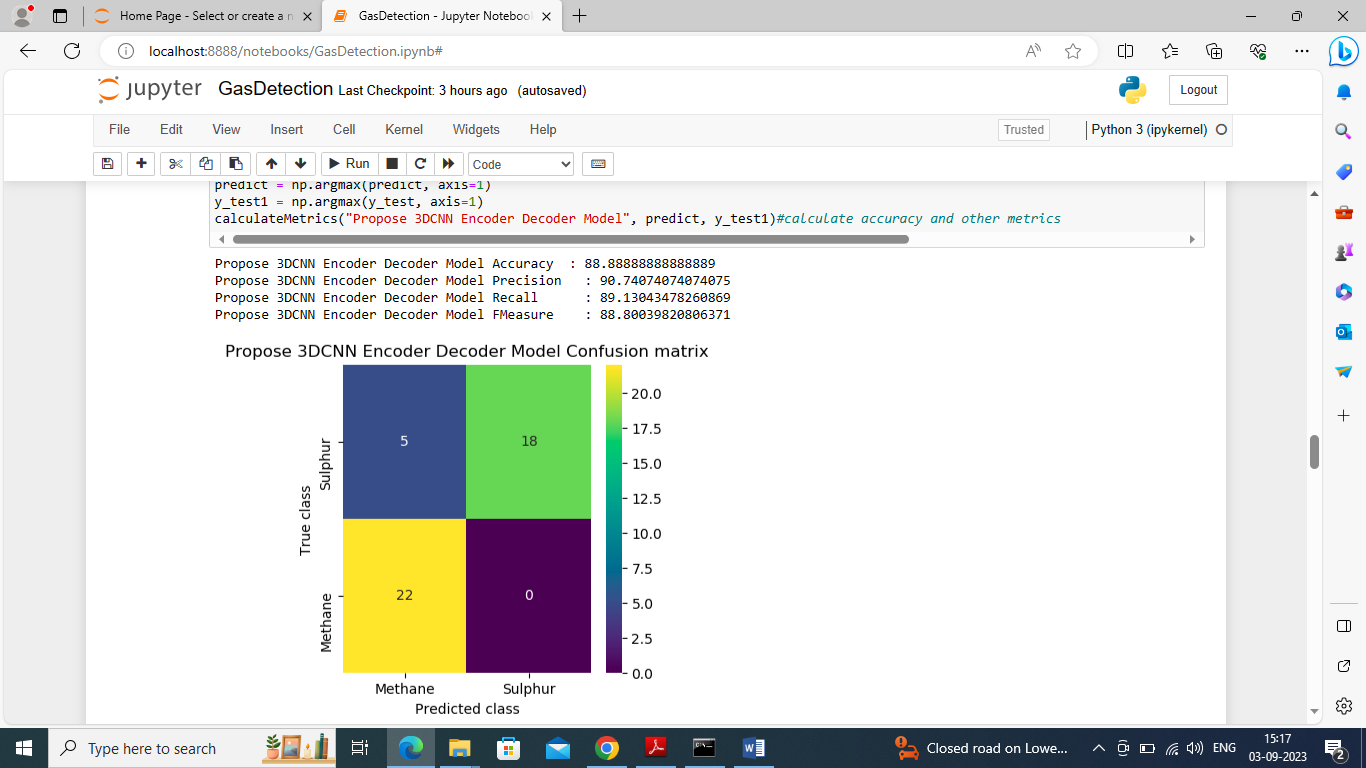 Home Page - Select or create a n
GasDetection - Jupyter Notebook
localhost:8888/notebooks/GasDetection.ipynb#
jupyter GasDetection Last Checkpoint: 3 hours ago (autosaved)
Logout
File Edit View Insert Cell Kernel Widgets Help
Trusted
Python 3 (ipykernel)
Run
Code
predict = np.argmax(predict, axis=1)
y_test1 = np.argmax(y_test, axis=1)
calculateMetrics("Propose 3DCNN Encoder Decoder Model", predict, y_test1)#calculate accuracy and other metrics
Propose 3DCNN Encoder Decoder Model Accuracy : 88.88888888888889
Propose 3DCNN Encoder Decoder Model Precision : 90.74074074074075
Propose 3DCNN Encoder Decoder Model Recall : 89.13043478260869
Propose 3DCNN Encoder Decoder Model FMeasure : 88.80039820806371
Propose 3DCNN Encoder Decoder Model Confusion matrix
True class
Sulphur
Methane
5 18
22 0
20.0
17.5
15.0
12.5
10.0
7.5
5.0
2.5
0.0
Methane Sulphur
Predicted class
Type here to search
Closed road on Lowe...
ENG
15:17
03-09-2023
2